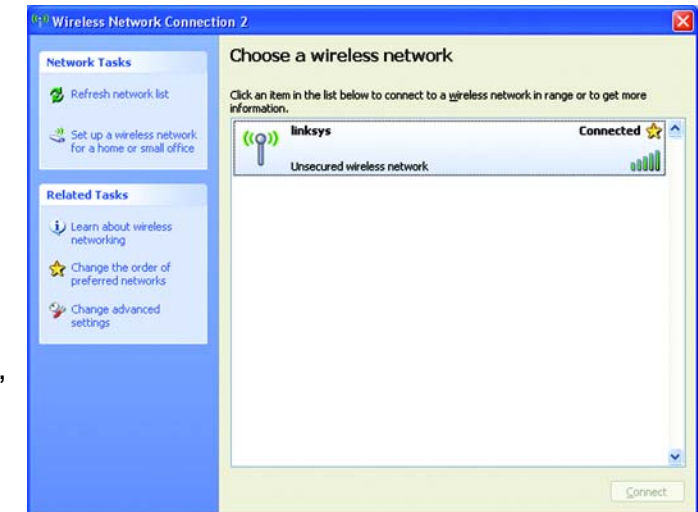 Wireless Network Connection 2
Network Tasks
Refresh network list
Set up a wireless network
for a home or small office
Related Tasks
Learn about wireless
networking
Change the order of
preferred networks
Change advanced
settings
Choose a wireless network
Click an item in the list below to connect to a wireless network in range or to get more
information.
linksys
Connected
Unsecured wireless network
Connect
,